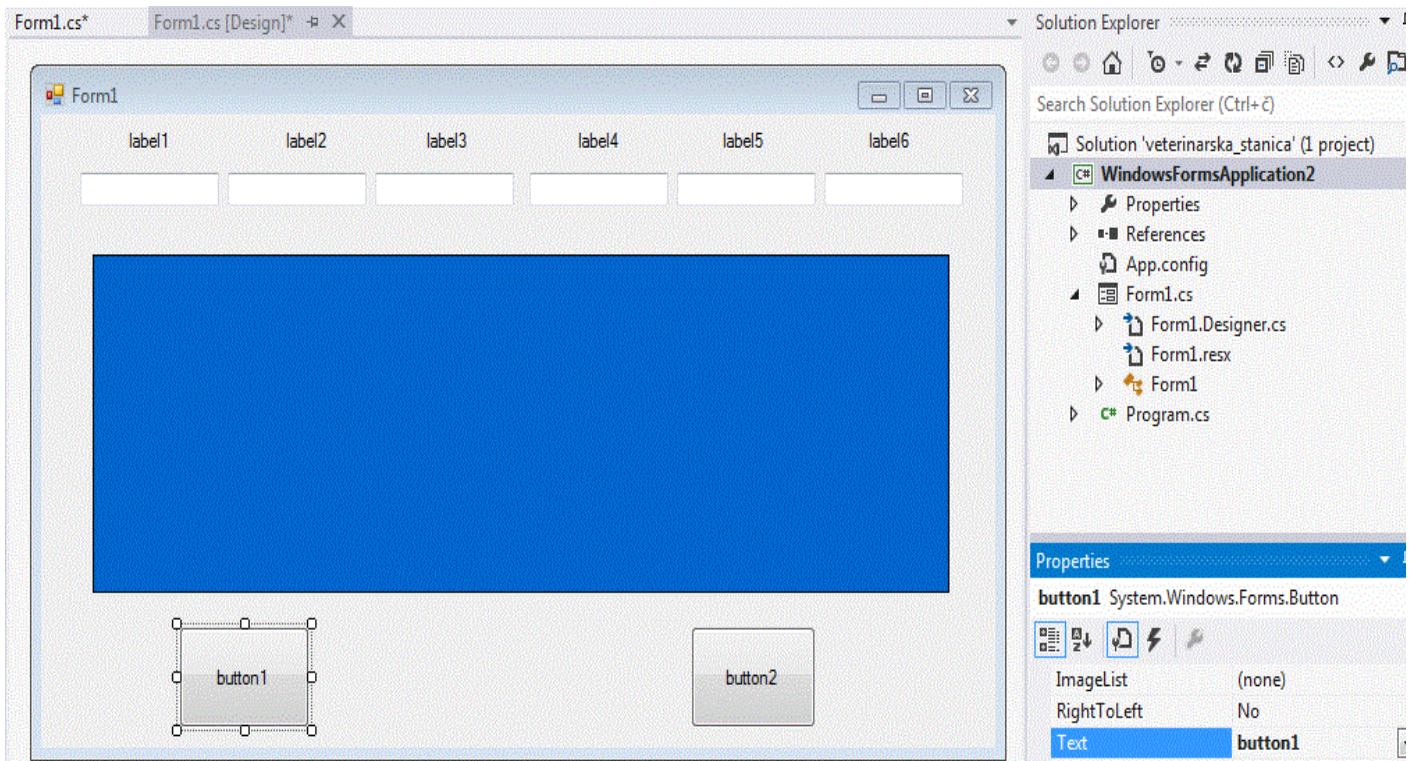 Form1.cs*
Form1.cs [Design]*
Form1
label1 label2 label3 label4 label5 label6
button1 button2
Solution Explorer
Search Solution Explorer (Ctrl+č)
Solution 'veterinarska_stanica' (1 project)
C# WindowsFormsApplication2
Properties
References
App.config
Form1.cs
Form1.Designer.cs
Form1.resx
Form1
C# Program.cs
Properties
button1 System.Windows.Forms.Button
ImageList (none)
RightToLeft No
Text button1